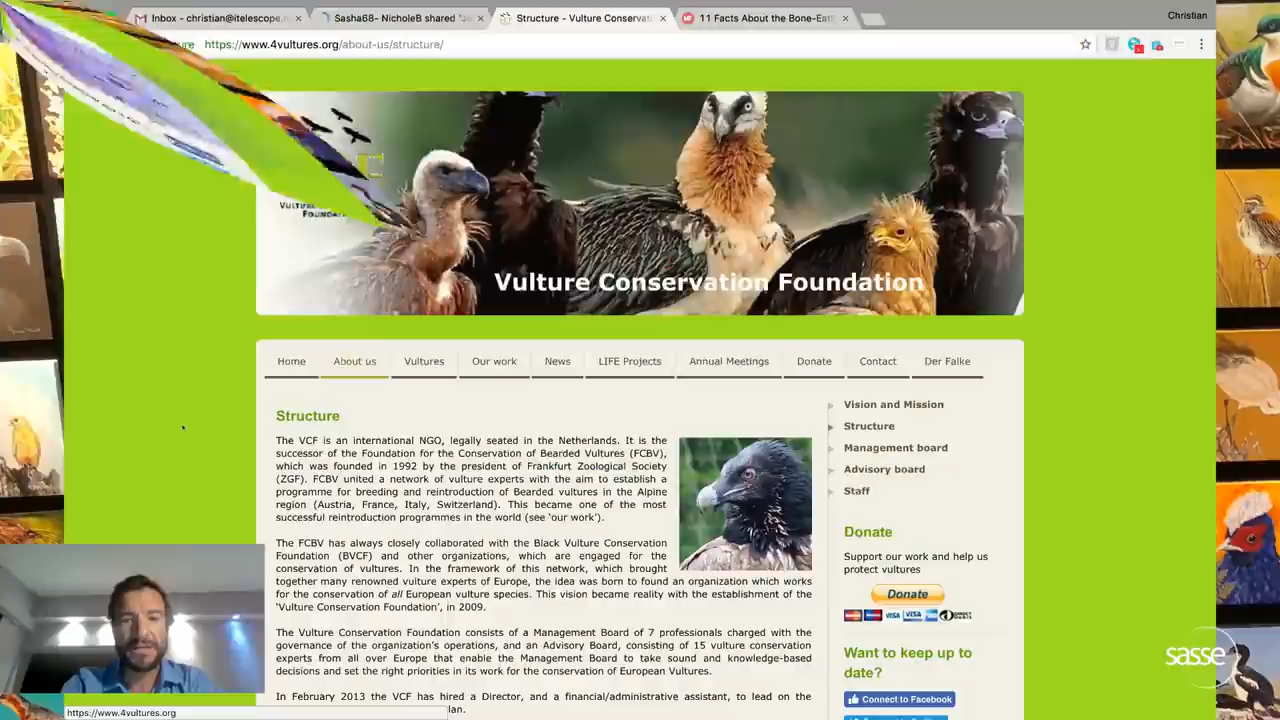 Inbox - christian@itelescope.n
Sasha68- NicholeB shared
Structure - Vulture Conservat
11 Facts About the Bone-Eati
Christian
https://www.4vultures.org/about-us/structure/
Vulture Conservation Foundation
Home
About us
Vultures
Our work
News
LIFE Projects
Annual Meetings
Donate
Contact
Der Falke
Structure
The VCF is an international NGO, legally seated in the Netherlands. It is the
successor of the Foundation for the Conservation of Bearded Vultures (FCBV),
which was founded in 1992 by the president of Frankfurt Zoological Society
(ZGF). FCBV united a network of vulture experts with the aim to establish a
programme for breeding and reintroduction of Bearded vultures in the Alpine
region (Austria, France, Italy, Switzerland). This became one of the most
successful reintroduction programmes in the world (see 'our work').
The FCBV has always closely collaborated with the Black Vulture Conservation
Foundation (BVCF) and other organizations, which are engaged for the
conservation of vultures. In the framework of this network, which brought
together many renowned vulture experts of Europe, the idea was born to found an organization which works
for the conservation of all European vulture species. This vision became reality with the establishment of the
'Vulture Conservation Foundation', in 2009.
The Vulture Conservation Foundation consists of a Management Board of 7 professionals charged with the
governance of the organization's operations, and an Advisory Board, consisting of 15 vulture conservation
experts from all over Europe that enable the Management Board to take sound and knowledge-based
decisions and set the right priorities in its work for the conservation of European Vultures.
In February 2013 the VCF has hired a Director, and a financial/administrative assistant, to lead on the
lan.
Vision and Mission
Structure
Management board
Advisory board
Staff
Donate
Support our work and help us
protect vultures
Donate
VISA VISA
Want to keep up to
date?
Connect to Facebook
sasse
https://www.4vultures.org